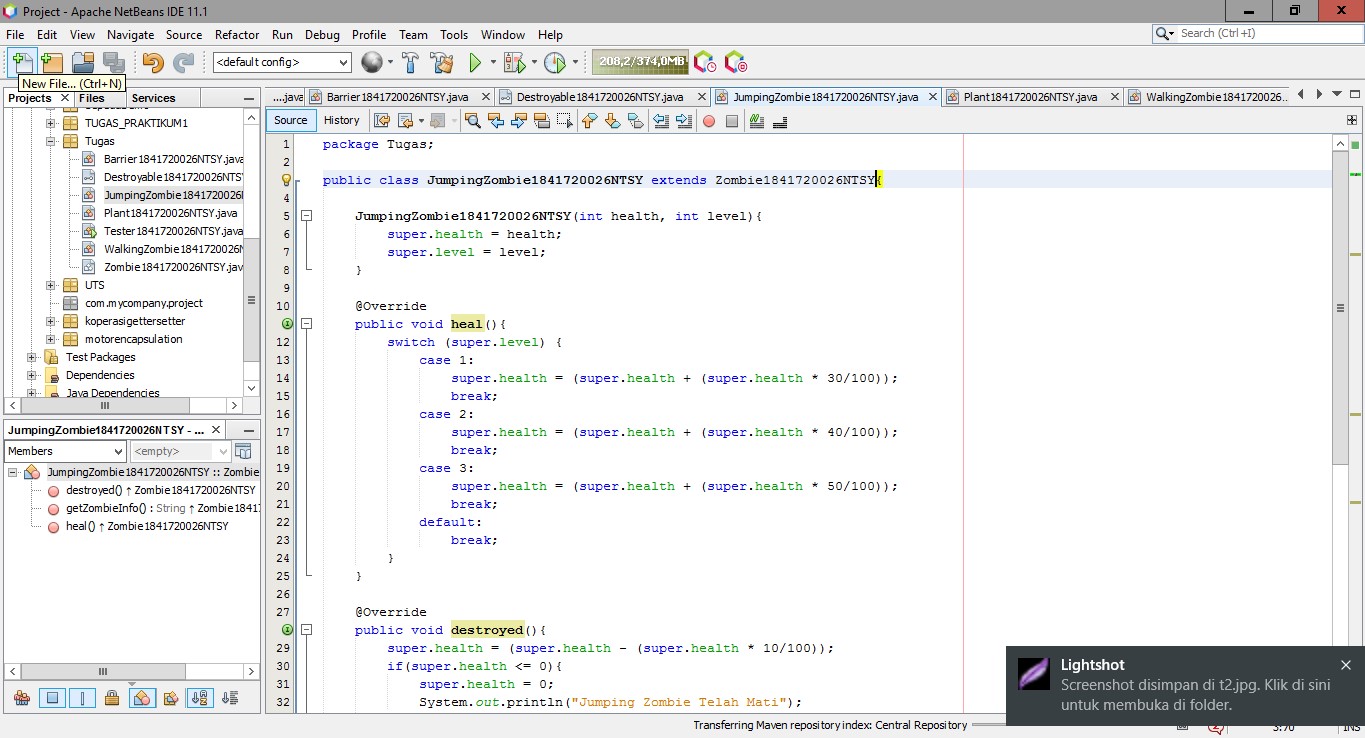 Project - Apache NetBeans IDE 11.1
File Edit View Navigate Source Refactor Run Debug Profile Team Tools Window Help
Search (Ctrl+I)
<default config>
208,2/374,0MB
New File... (Ctrl+N)
Projects Files Services
TUGAS_PRAKTIKUM1
Tugas
Barrier1841720026NTSY.java
Destroyable1841720026NTS
JumpingZombie1841720026
Plant1841720026NTSY.java
Tester1841720026NTSY.java
WalkingZombie1841720026N
Zombie1841720026NTSY.jav
UTS
com.mycompany.project
koperasigettersetter
motorencapsulation
Test Packages
Dependencies
Java Dependencies
JumpingZombie1841720026NTSY - ...
Members <empty>
JumpingZombie1841720026NTSY :: Zombie
destroyed() ↑ Zombie1841720026NTSY
getZombieInfo() : String ↑ Zombie1841
heal() ↑ Zombie1841720026NTSY
....java Barrier1841720026NTSY.java Destroyable1841720026NTSY.java JumpingZombie1841720026NTSY.java Plant1841720026NTSY.java WalkingZombie1841720026...
Source History
1 package Tugas;
2
public class JumpingZombie1841720026NTSY extends Zombie1841720026NTSY{
4
5 JumpingZombie1841720026NTSY(int health, int level){
6 super.health = health;
7 super.level = level;
8 }
9
10 @Override
public void heal(){
12 switch (super.level) {
13 case 1:
14 super.health = (super.health + (super.health * 30/100));
15 break;
16 case 2:
17 super.health = (super.health + (super.health * 40/100));
18 break;
19 case 3:
20 super.health = (super.health + (super.health * 50/100));
21 break;
22 default:
23 break;
24 }
25 }
26
27 @Override
public void destroyed(){
29 super.health = (super.health - (super.health * 10/100));
30 if(super.health <= 0){
31 super.health = 0;
32 System.out.println("Jumping Zombie Telah Mati");
Lightshot
Screenshot disimpan di t2.jpg. Klik di sini
untuk membuka di folder.
Transferring Maven repository index: Central Repository
3:70 INS